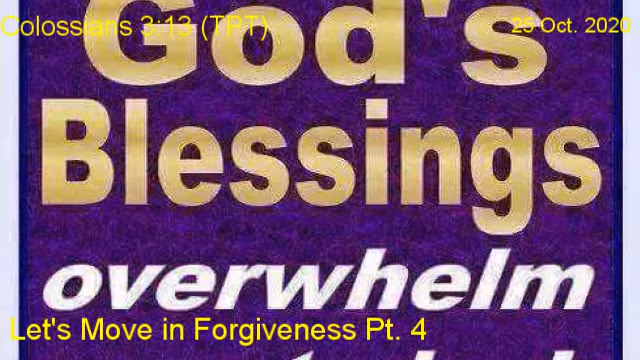 Colossians 3:13 (TPT)
25 Oct. 2020
God's
Blessings
overwhelm
Let's Move in Forgiveness Pt. 4